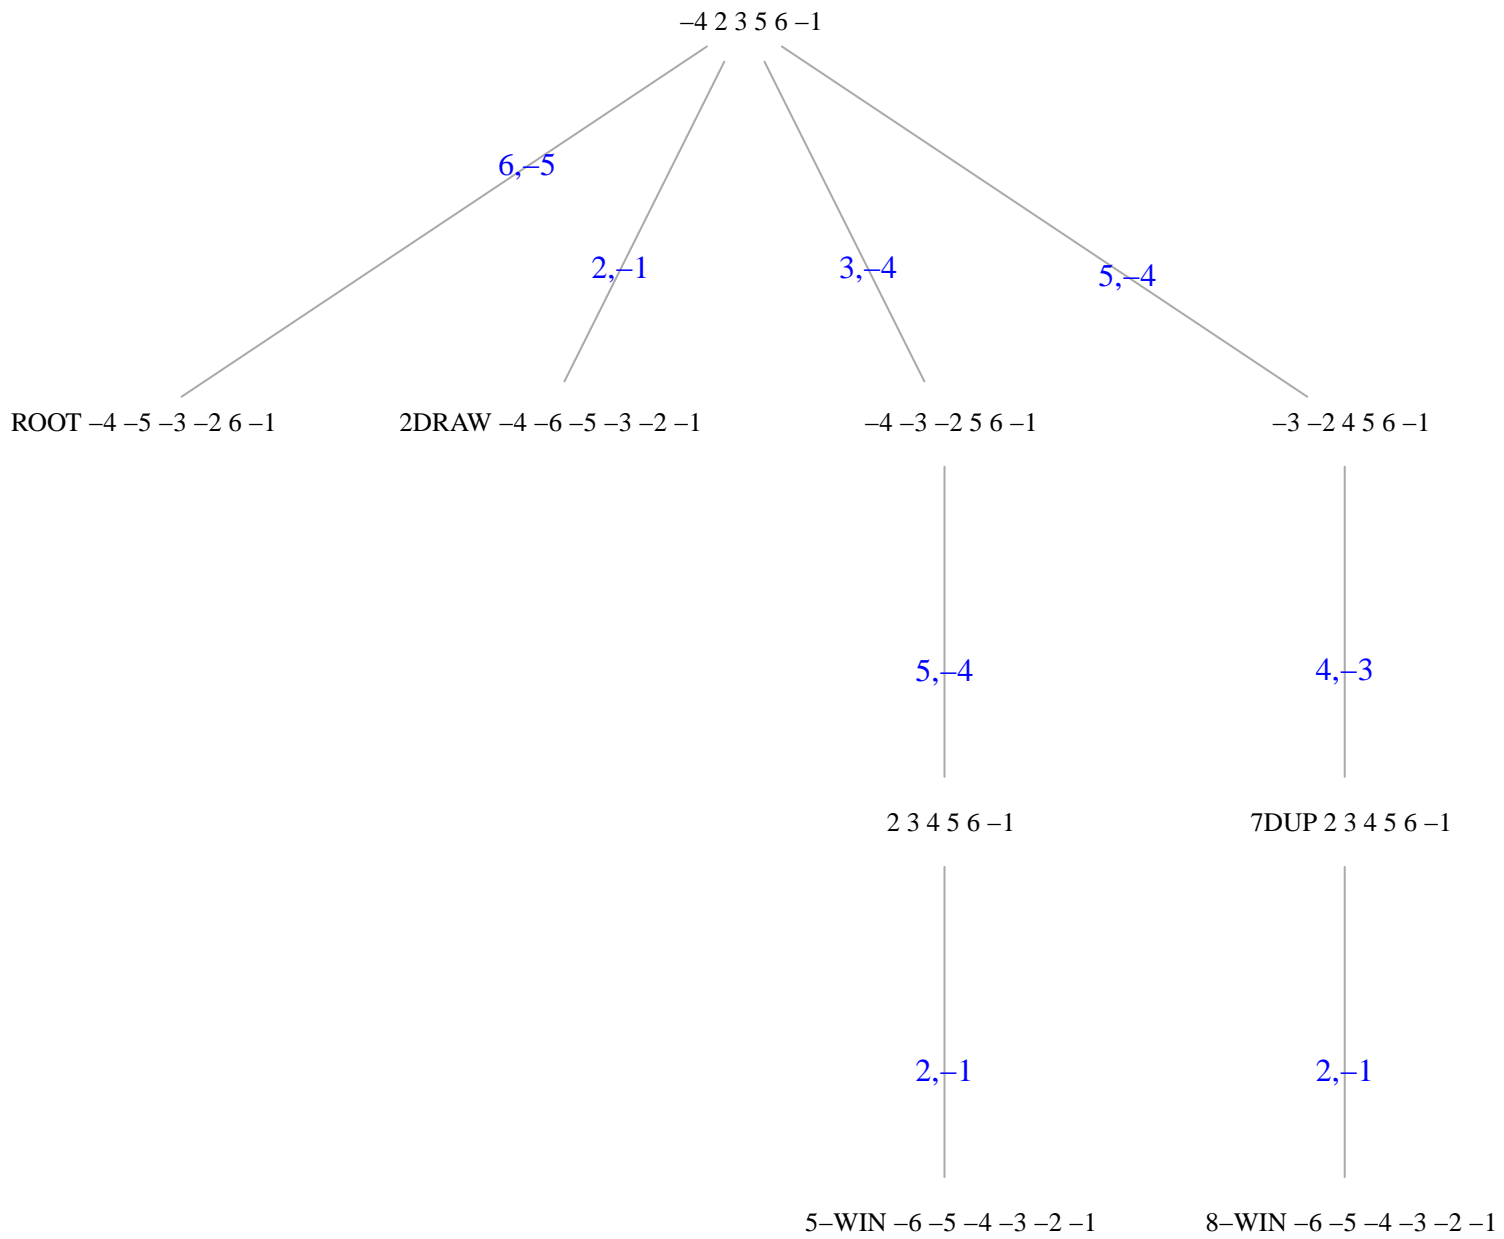 –4 2 3 5 6 –1
6,–5
2,–1
3,–4
5,–4
ROOT –4 –5 –3 –2 6 –1
2DRAW –4 –6 –5 –3 –2 –1
–4 –3 –2 5 6 –1
–3 –2 4 5 6 –1
5,–4
4,–3
2 3 4 5 6 –1
7DUP 2 3 4 5 6 –1
2,–1
2,–1
5–WIN –6 –5 –4 –3 –2 –1
8–WIN –6 –5 –4 –3 –2 –1